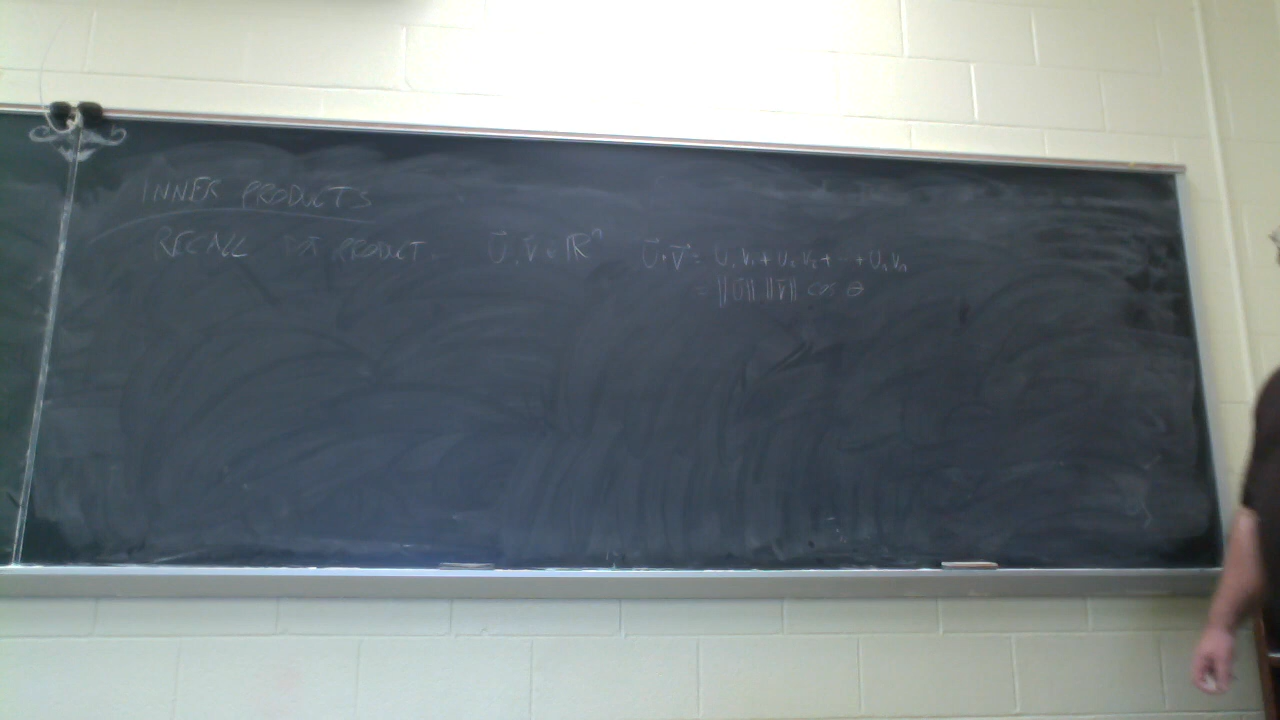 INNER PRODUCTS
RECALL DOT PRODUCT. U⃗, V⃗ ∈ ℝⁿ U⃗•V⃗ = U₁V₁ + U₂V₂ + ⋯ + UₙVₙ
= ||U⃗|| ||V⃗|| cos θ